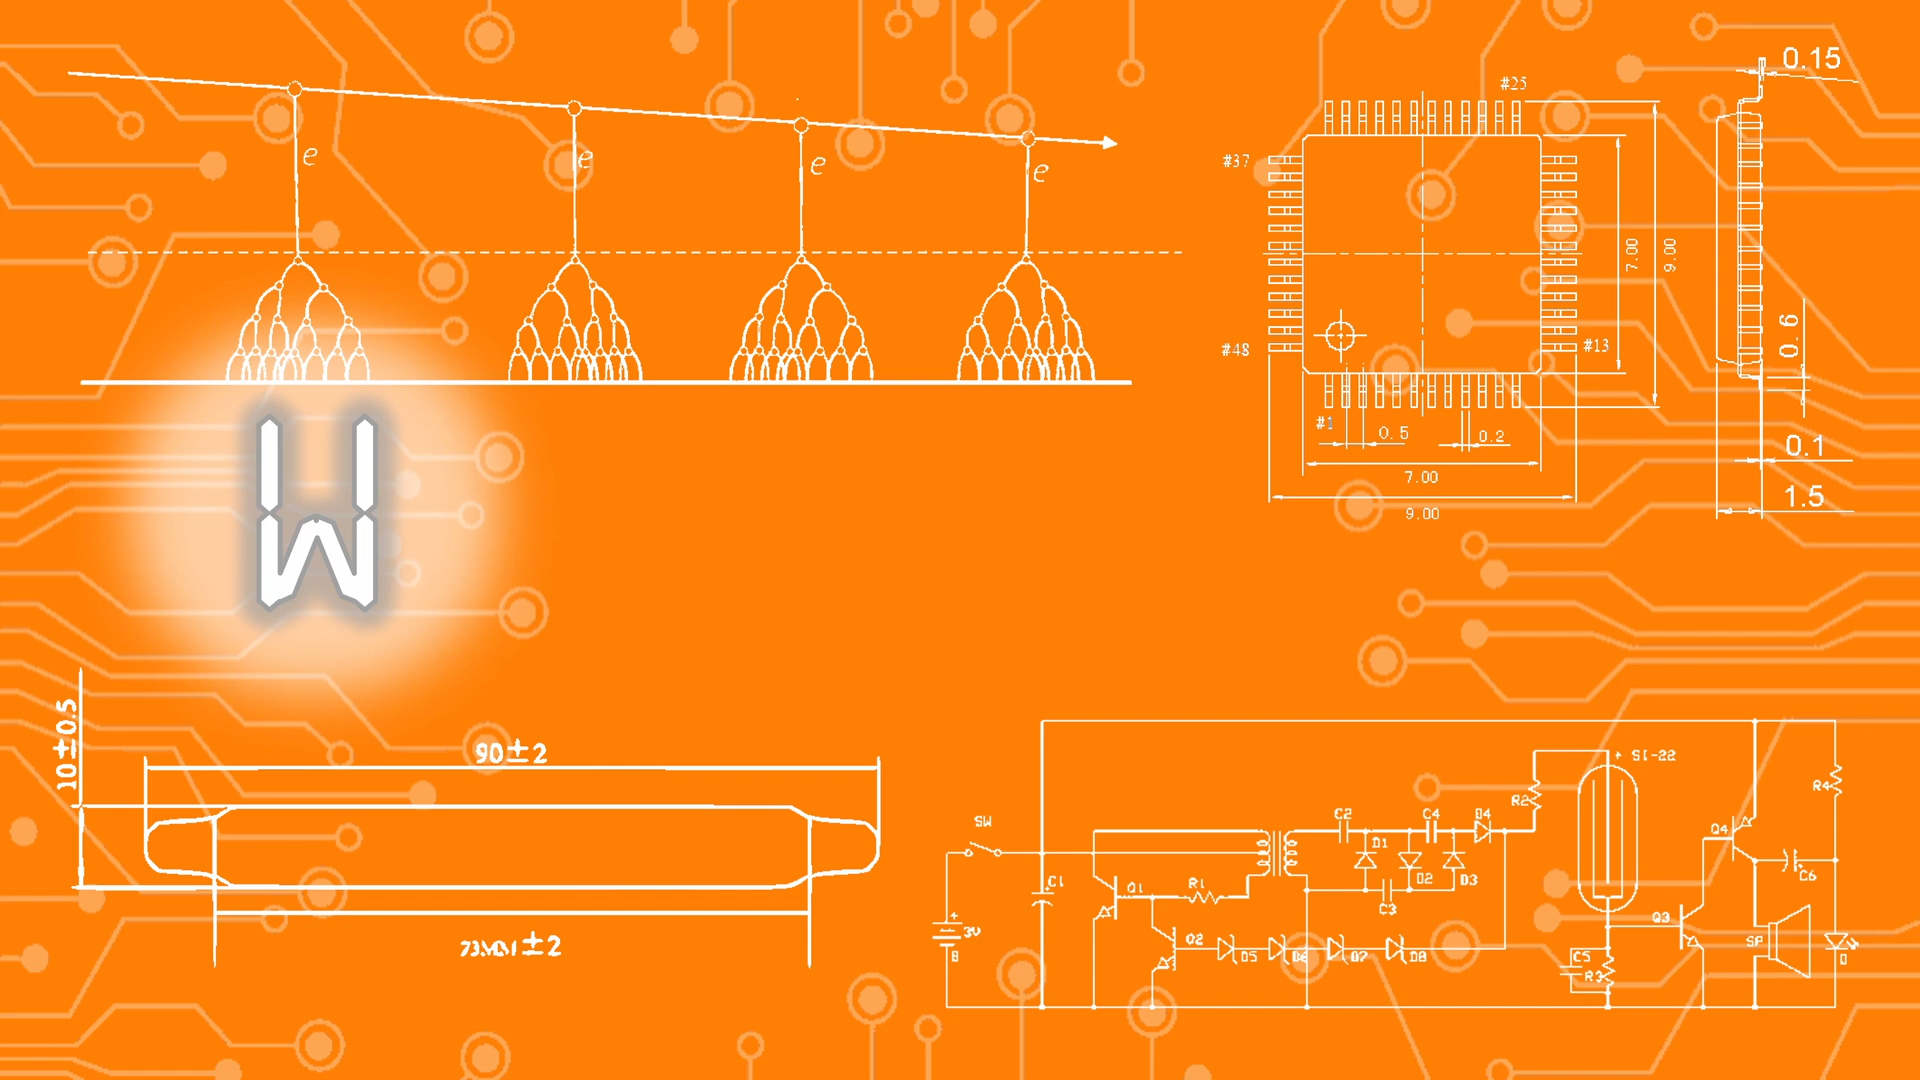 #25
0.15
e e e e
#37
7.00
9.00
0.6
#48
#13
#1
0.5
0.2
0.1
7.00
1.5
9.00
W
10±0.5
90±2
73MM±2
+ SI-22
R4
R2
C2
C4
D4
SW
Q4
D1
C6
D2
D3
C1
Q1
R1
C3
Q3
+
3V
B
Q2
D5
D6
D7
D8
SP
C5
R3
D